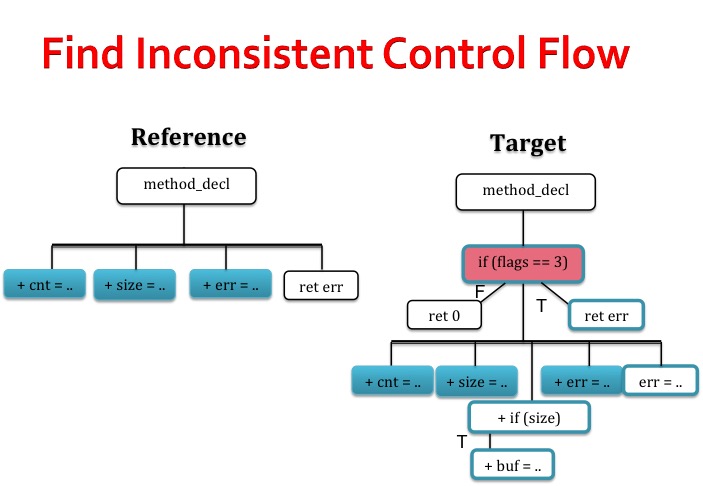 Find Inconsistent Control Flow
Reference
Target
method_decl
method_decl
if (flags == 3)
+ cnt = ..
+ size = ..
+ err = ..
ret err
F
T
ret 0
ret err
+ cnt = ..
+ size = ..
+ err = ..
err = ..
+ if (size)
T
+ buf = ..